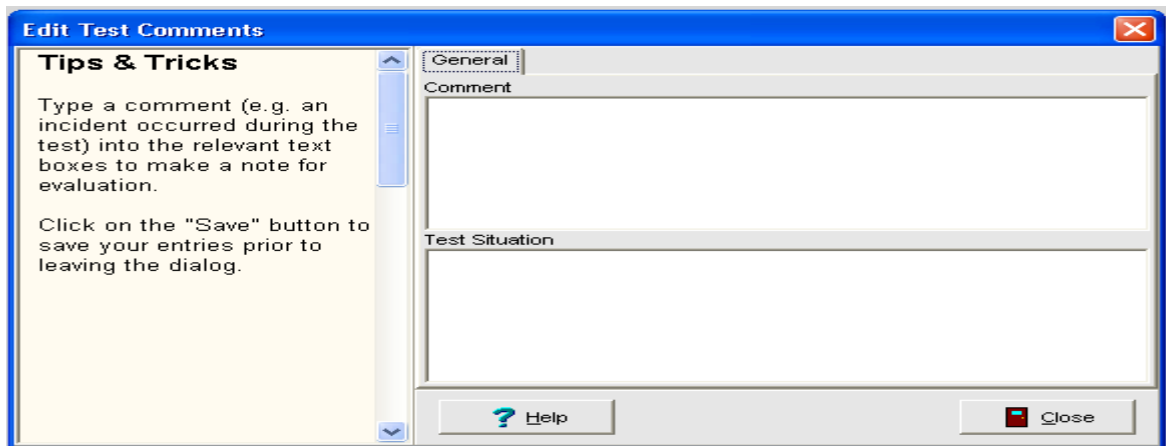 Edit Test Comments
Tips & Tricks
Type a comment (e.g. an
incident occurred during the
test) into the relevant text
boxes to make a note for
evaluation.
Click on the "Save" button to
save your entries prior to
leaving the dialog.
General
Comment
Test Situation
Help
Close